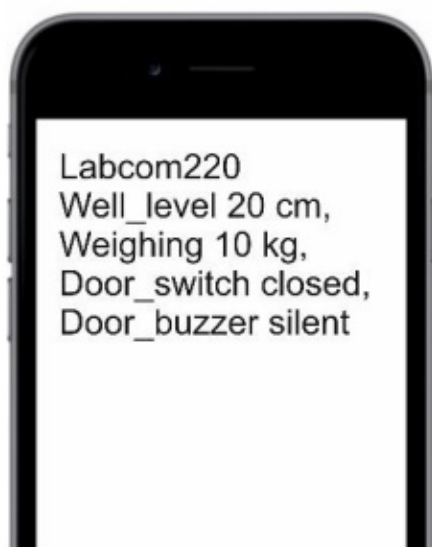 Labcom220
Well_level 20 cm,
Weighing 10 kg,
Door_switch closed,
Door_buzzer silent